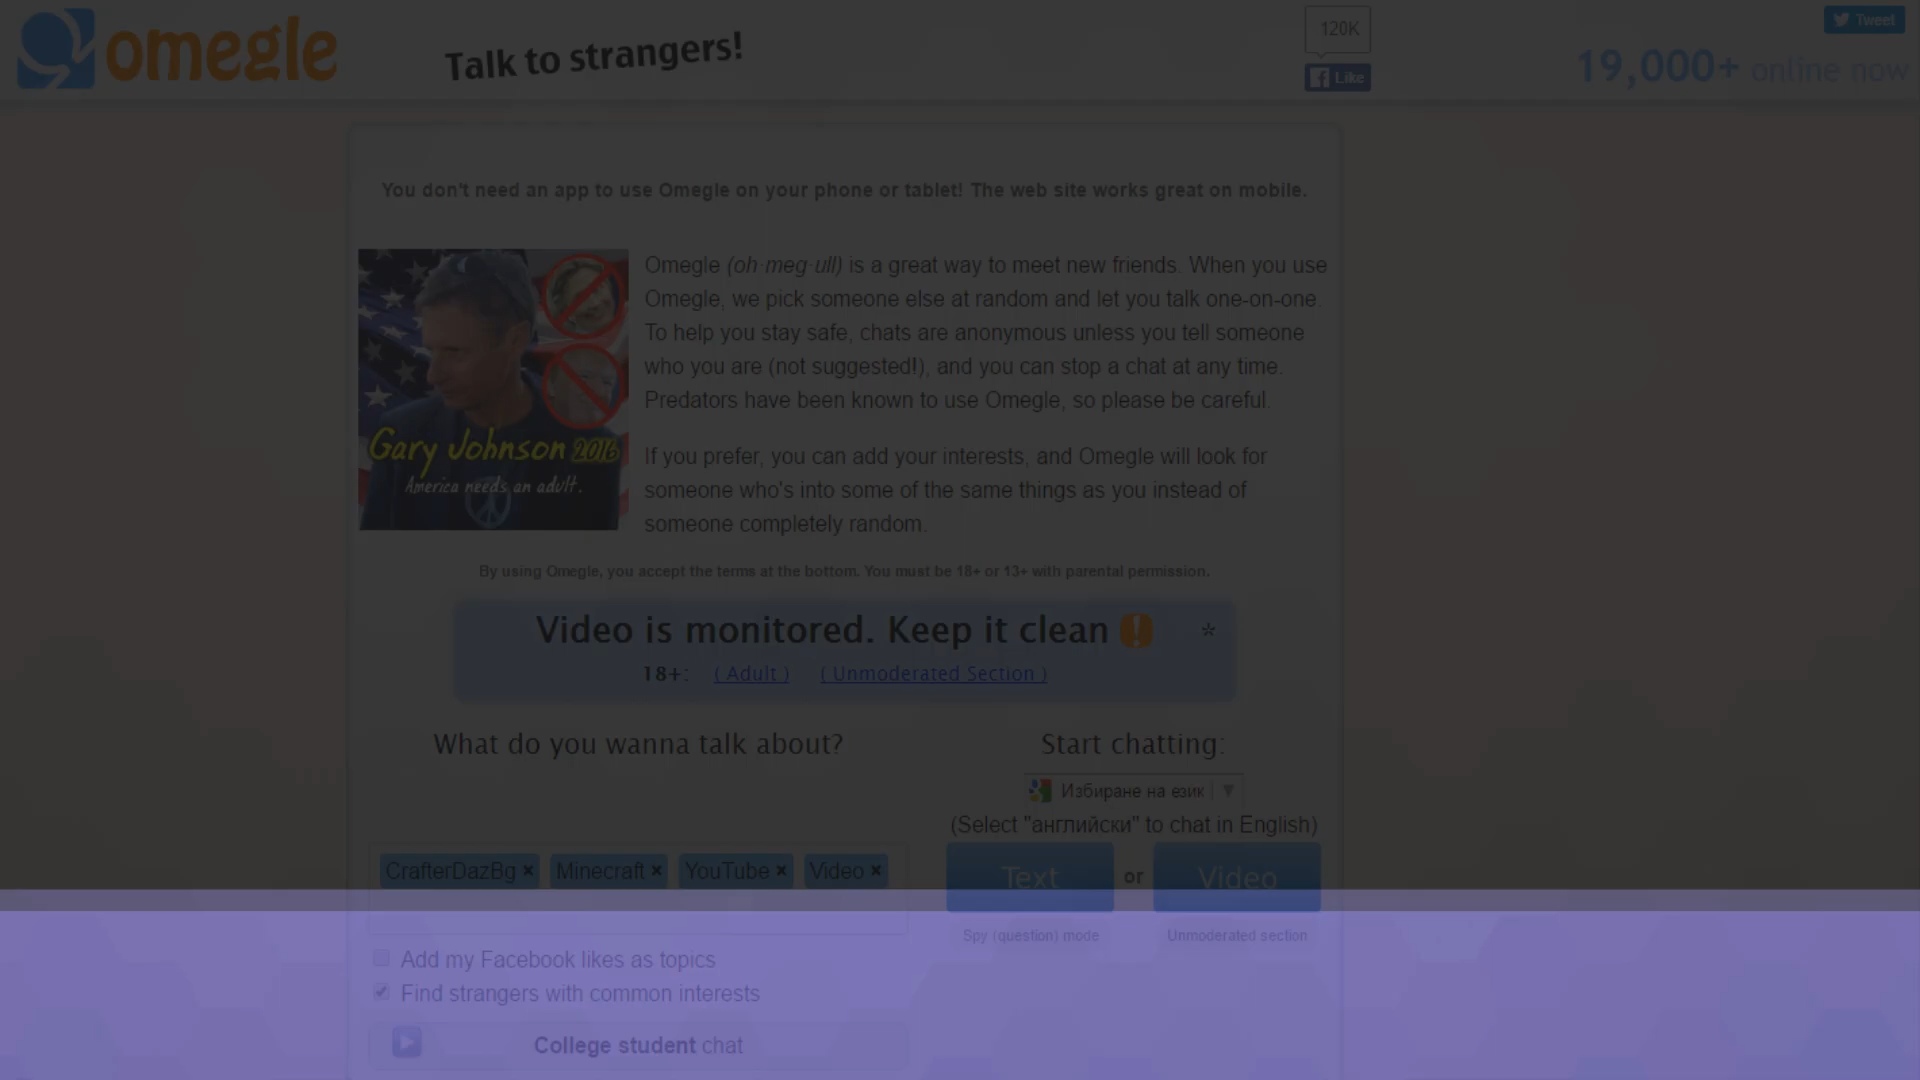 omegle
Talk to strangers!
120K
Like
Tweet
19,000+ online now
You don't need an app to use Omegle on your phone or tablet! The web site works great on mobile.
Gary Johnson 2016
America needs an adult.
Omegle (oh·meg·ull) is a great way to meet new friends. When you use
Omegle, we pick someone else at random and let you talk one-on-one.
To help you stay safe, chats are anonymous unless you tell someone
who you are (not suggested!), and you can stop a chat at any time.
Predators have been known to use Omegle, so please be careful.
If you prefer, you can add your interests, and Omegle will look for
someone who's into some of the same things as you instead of
someone completely random.
By using Omegle, you accept the terms at the bottom. You must be 18+ or 13+ with parental permission.
Video is monitored. Keep it clean ! *
18+: (Adult) (Unmoderated Section)
What do you wanna talk about?
Start chatting:
Избиране на език ▼
(Select "английски" to chat in English)
CrafterDazBg × Minecraft × YouTube × Video ×
Text or Video
Spy (question) mode Unmoderated section
Add my Facebook likes as topics
Find strangers with common interests
College student chat